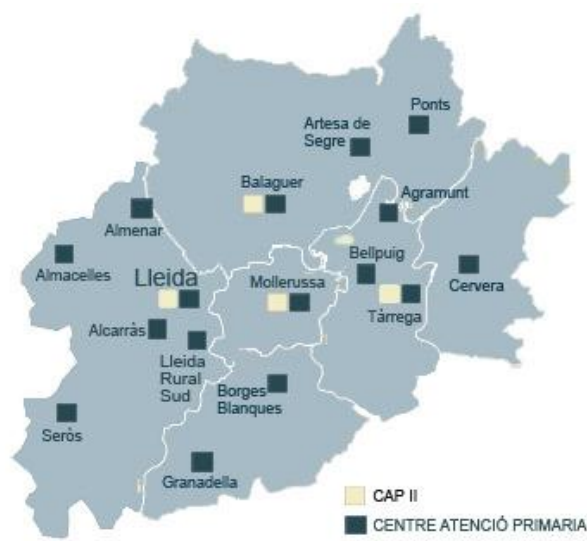 Ponts
Artesa de
Segre
Balaguer
Agramunt
Almenar
Bellpuig
Almacelles
Lleida
Mollerussa
Cervera
Tàrrega
Alcarràs
Lleida
Rural
Sud
Borges
Blanques
Seròs
Granadella
CAP II
CENTRE ATENCIÓ PRIMARIA